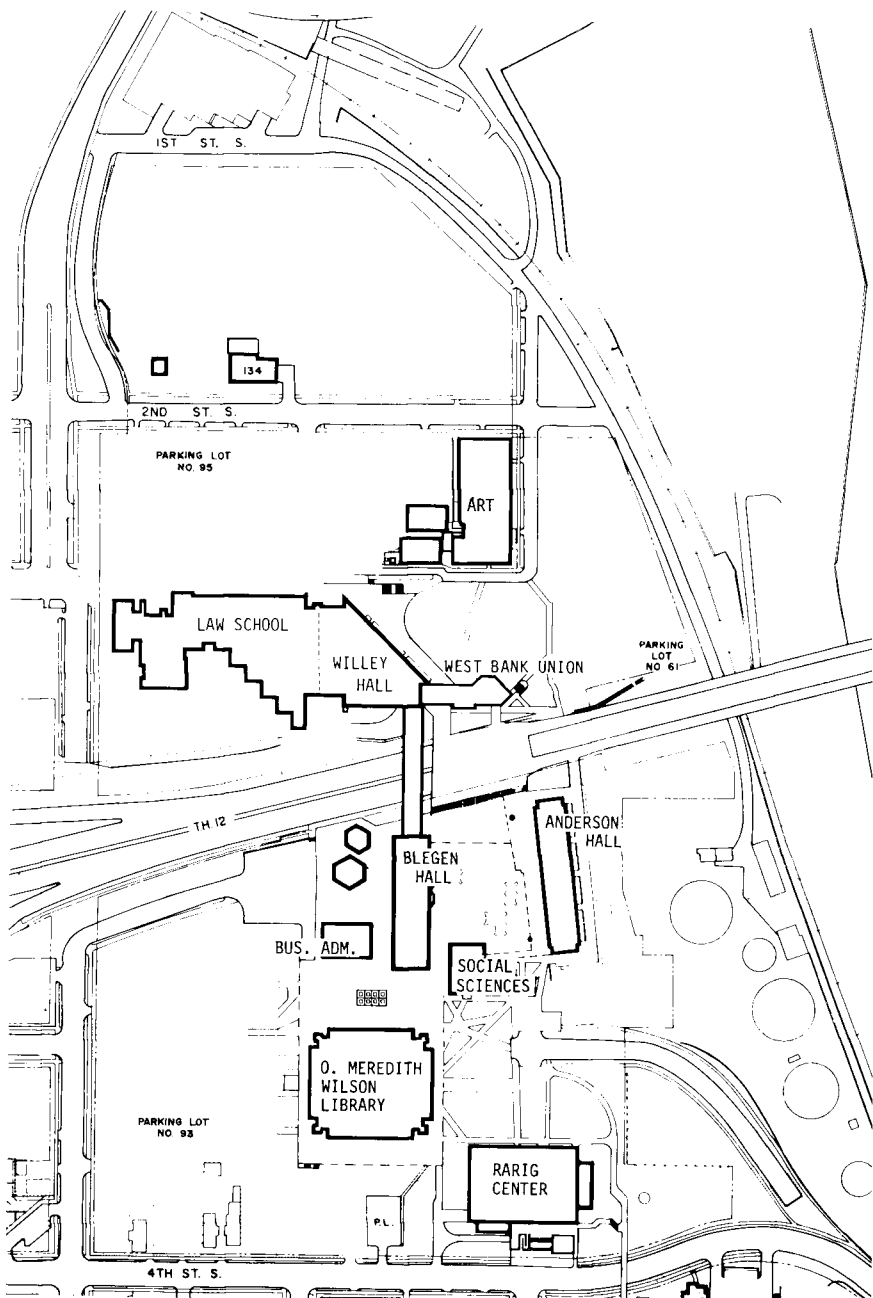 1ST ST. S.
134
2ND ST. S.
PARKING LOT
NO. 95
ART
LAW SCHOOL
WILLEY
HALL
WEST BANK UNION
PARKING
LOT
NO 61
TH 12
ANDERSON
HALL
BLEGEN
HALL
BUS. ADM.
SOCIAL
SCIENCES
O. MEREDITH
WILSON
LIBRARY
PARKING LOT
NO. 93
RARIG
CENTER
P.L.
4TH ST. S.